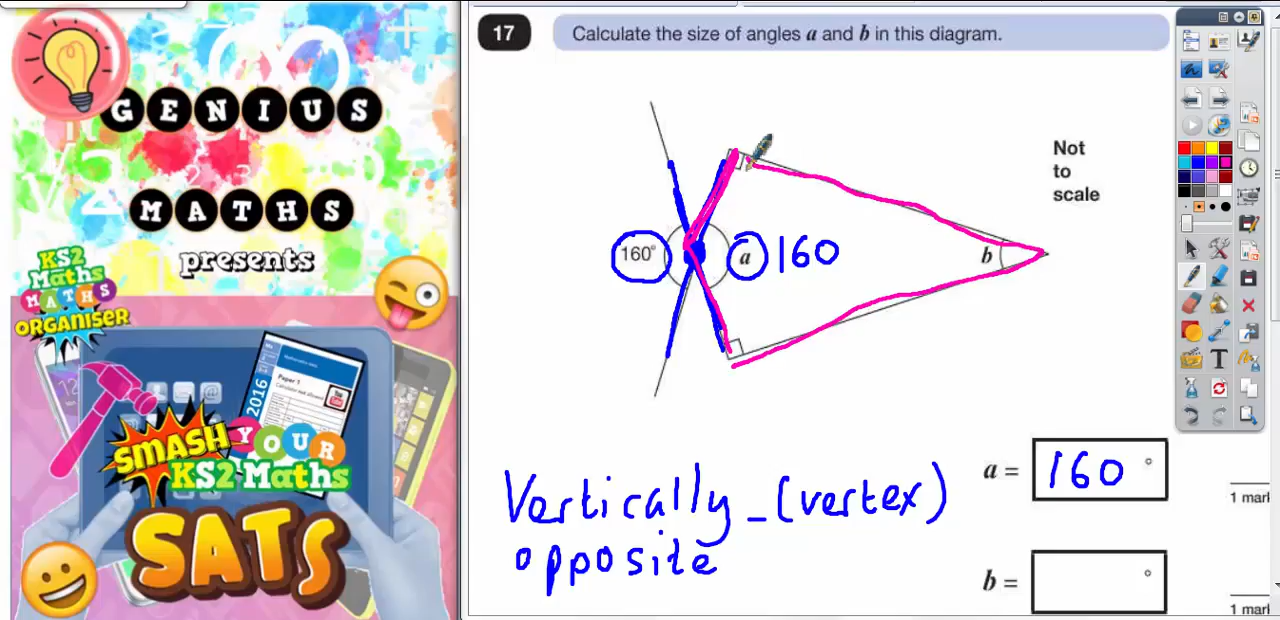 GENIUS
MATHS
presents
KS2
Maths
MATHS
ORGANISER
2016
Paper 1
You
Tube
SMASH YOUR
KS2 Maths
SATS
17
Calculate the size of angles a and b in this diagram.
Not
to
scale
160°
a 160
b
Vertically - (vertex)
opposite
a = 160 °
1 mark
b = °
1 mark